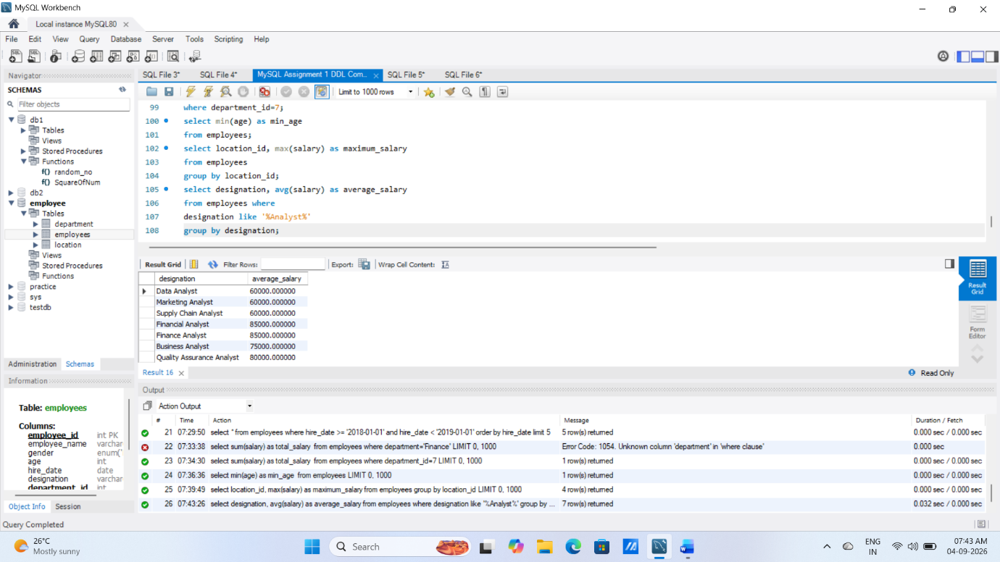 MySQL Workbench
Local instance MySQL80
File Edit View Query Database Server Tools Scripting Help
Navigator
SCHEMAS
Filter objects
db1
Tables
Views
Stored Procedures
Functions
f() random_no
f() SquareOfNum
db2
employee
Tables
department
employees
location
Views
Stored Procedures
Functions
practice
sys
testdb
Administration Schemas
Information
Table: employees
Columns:
employee_id int PK
employee_name varchar
gender enum('
age int
hire_date date
designation varchar
department_id int
Object Info Session
Query Completed
SQL File 3* SQL File 4* MySQL Assignment 1 DDL Com... SQL File 5* SQL File 6*
Limit to 1000 rows
99 where department_id=7;
100 select min(age) as min_age
101 from employees;
102 select location_id, max(salary) as maximum_salary
103 from employees
104 group by location_id;
105 select designation, avg(salary) as average_salary
106 from employees where
107 designation like '%Analyst%'
108 group by designation;
Result Grid Filter Rows: Export: Wrap Cell Content:
designation average_salary
Data Analyst 60000.000000
Marketing Analyst 60000.000000
Supply Chain Analyst 60000.000000
Financial Analyst 85000.000000
Finance Analyst 85000.000000
Business Analyst 75000.000000
Quality Assurance Analyst 80000.000000
Result Grid
Form Editor
Result 16
Read Only
Output
Action Output
# Time Action Message Duration / Fetch
21 07:29:50 select * from employees where hire_date >= '2018-01-01' and hire_date < '2019-01-01' order by hire_date limit 5 5 row(s) returned 0.000 sec / 0.000 sec
22 07:33:38 select sum(salary) as total_salary from employees where department='Finance' LIMIT 0, 1000 Error Code: 1054. Unknown column 'department' in 'where clause' 0.000 sec
23 07:34:30 select sum(salary) as total_salary from employees where department_id=7 LIMIT 0, 1000 1 row(s) returned 0.000 sec / 0.000 sec
24 07:36:36 select min(age) as min_age from employees LIMIT 0, 1000 1 row(s) returned 0.000 sec / 0.000 sec
25 07:39:49 select location_id, max(salary) as maximum_salary from employees group by location_id LIMIT 0, 1000 4 row(s) returned 0.000 sec / 0.000 sec
26 07:43:26 select designation, avg(salary) as average_salary from employees where designation like '%Analyst%' group by ... 7 row(s) returned 0.032 sec / 0.000 sec
26°C
Mostly sunny
Search
ENG
IN
07:43 AM
04-09-2026